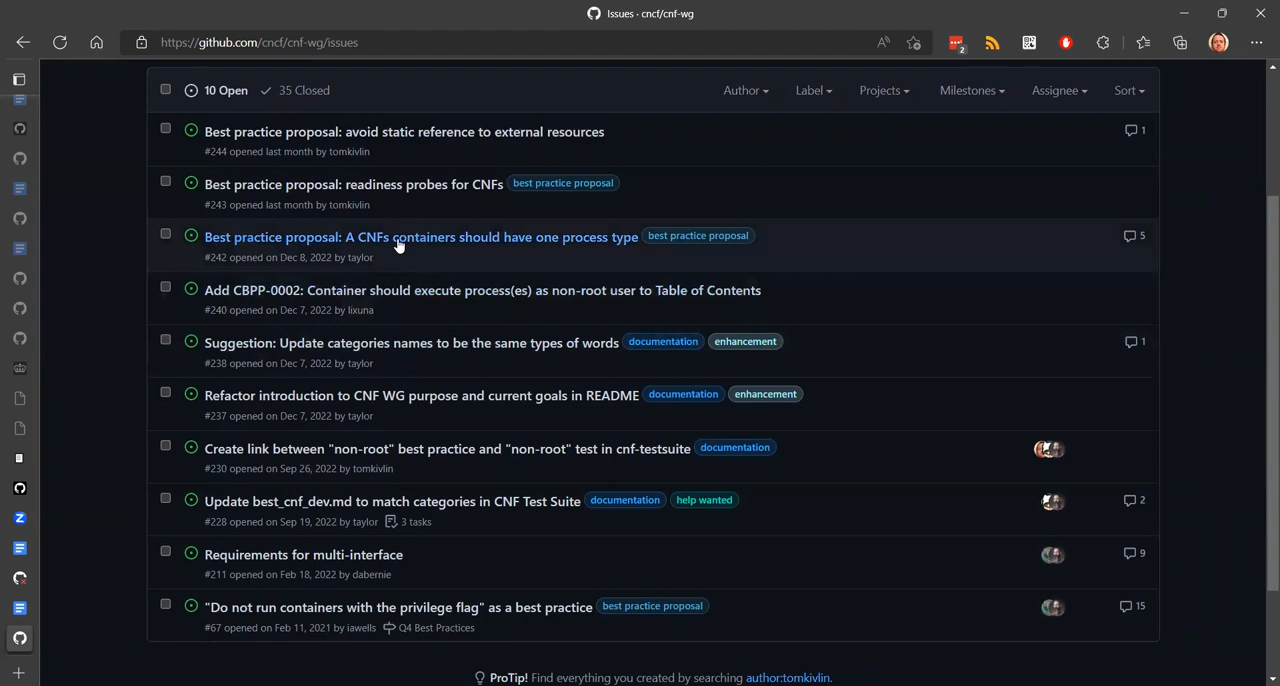 Issues · cncf/cnf-wg
https://github.com/cncf/cnf-wg/issues
2
10 Open 35 Closed Author Label Projects Milestones Assignee Sort
Best practice proposal: avoid static reference to external resources 1
#244 opened last month by tomkivlin
Best practice proposal: readiness probes for CNFs best practice proposal
#243 opened last month by tomkivlin
Best practice proposal: A CNFs containers should have one process type best practice proposal 5
#242 opened on Dec 8, 2022 by taylor
Add CBPP-0002: Container should execute process(es) as non-root user to Table of Contents
#240 opened on Dec 7, 2022 by lixuna
Suggestion: Update categories names to be the same types of words documentation enhancement 1
#238 opened on Dec 7, 2022 by taylor
Refactor introduction to CNF WG purpose and current goals in README documentation enhancement
#237 opened on Dec 7, 2022 by taylor
Create link between "non-root" best practice and "non-root" test in cnf-testsuite documentation
#230 opened on Sep 26, 2022 by tomkivlin
Update best_cnf_dev.md to match categories in CNF Test Suite documentation help wanted 2
#228 opened on Sep 19, 2022 by taylor 3 tasks
Requirements for multi-interface 9
#211 opened on Feb 18, 2022 by dabernie
"Do not run containers with the privilege flag" as a best practice best practice proposal 15
#67 opened on Feb 11, 2021 by iawells Q4 Best Practices
ProTip! Find everything you created by searching author:tomkivlin.